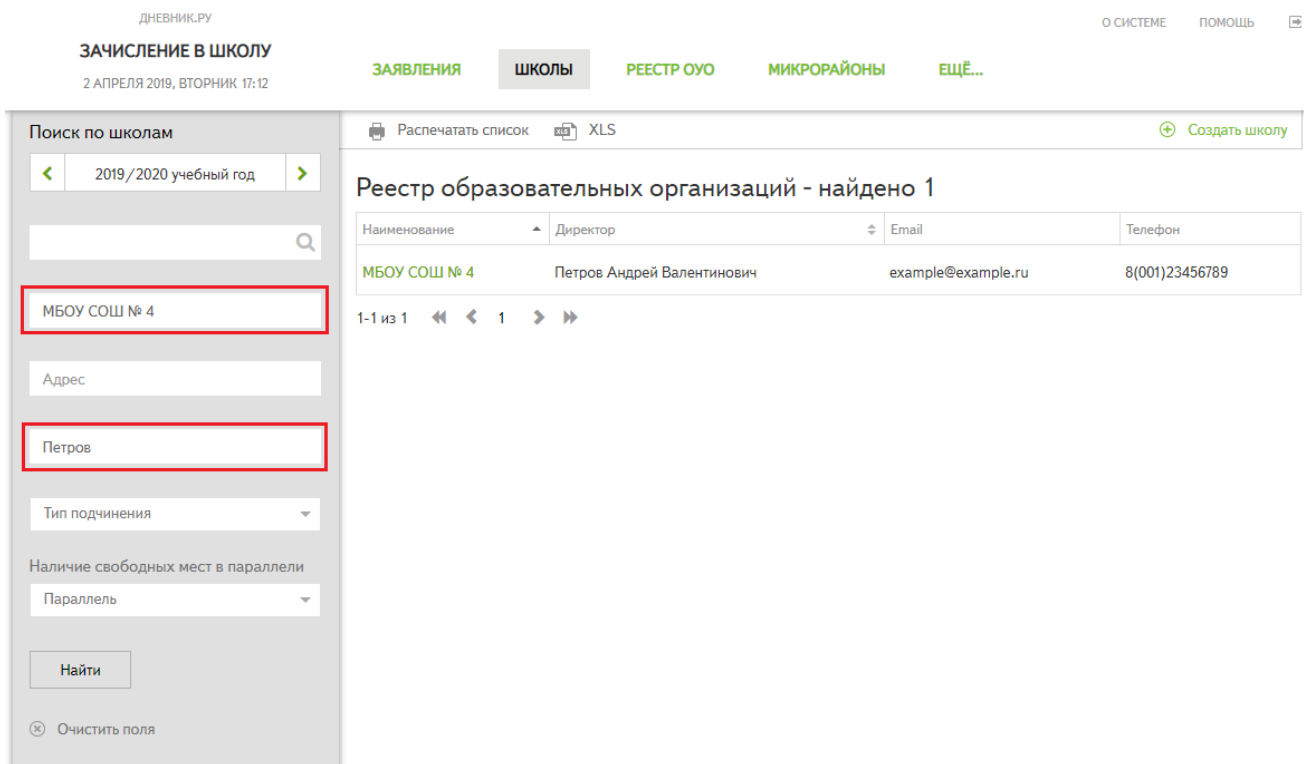 ДНЕВНИК.РУ
ЗАЧИСЛЕНИЕ В ШКОЛУ
2 АПРЕЛЯ 2019, ВТОРНИК 17:12
О СИСТЕМЕ ПОМОЩЬ
ЗАЯВЛЕНИЯ ШКОЛЫ РЕЕСТР ОУО МИКРОРАЙОНЫ ЕЩЁ...
Поиск по школам
2019/2020 учебный год
МБОУ СОШ № 4
Адрес
Петров
Тип подчинения
Наличие свободных мест в параллели
Параллель
Найти
Очистить поля
Распечатать список XLS XLS Создать школу
Реестр образовательных организаций - найдено 1
Наименование Директор Email Телефон
МБОУ СОШ № 4 Петров Андрей Валентинович example@example.ru 8(001)23456789
1-1 из 1 1